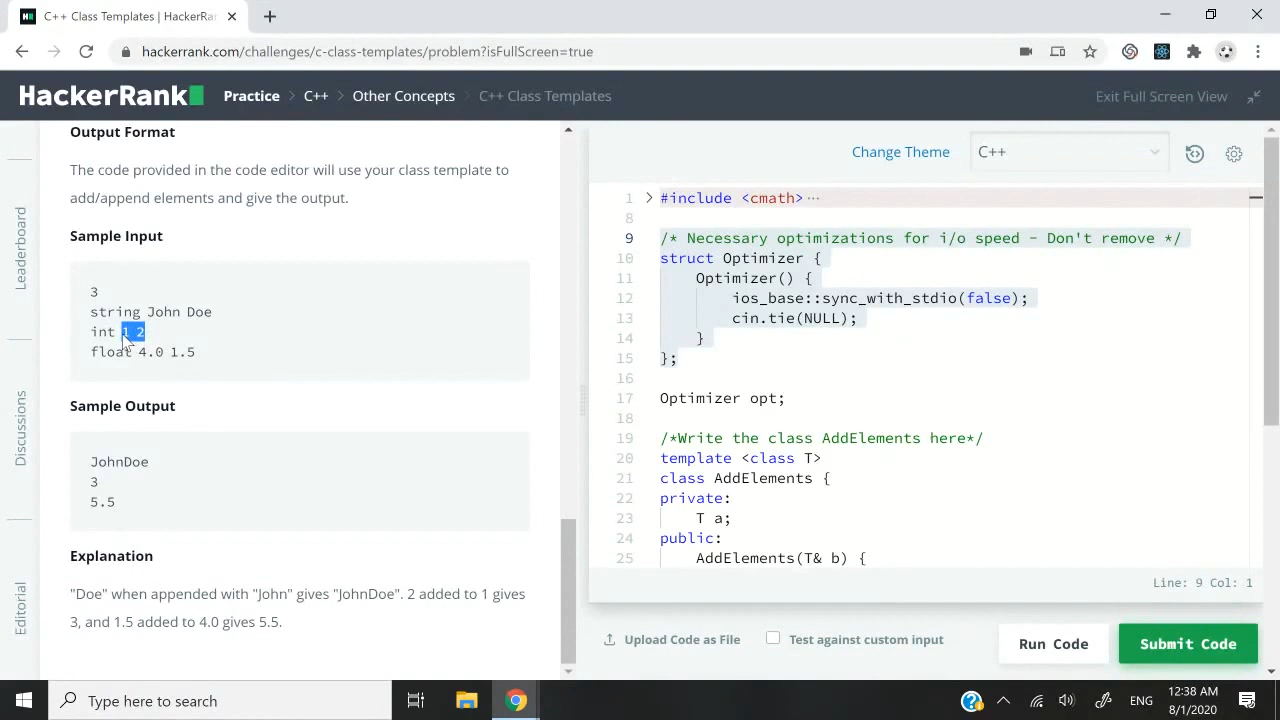 C++ Class Templates | HackerRan
hackerrank.com/challenges/c-class-templates/problem?isFullScreen=true
HackerRank
Practice > C++ > Other Concepts > C++ Class Templates
Exit Full Screen View
Leaderboard
Discussions
Editorial
Output Format
The code provided in the code editor will use your class template to
add/append elements and give the output.
Sample Input
3
string John Doe
int 1 2
float 4.0 1.5
Sample Output
JohnDoe
3
5.5
Explanation
"Doe" when appended with "John" gives "JohnDoe". 2 added to 1 gives
3, and 1.5 added to 4.0 gives 5.5.
Change Theme
C++
1 #include <cmath>···
8
9 /* Necessary optimizations for i/o speed - Don't remove */
10 struct Optimizer {
11 Optimizer() {
12 ios_base::sync_with_stdio(false);
13 cin.tie(NULL);
14 }
15 };
16
17 Optimizer opt;
18
19 /*Write the class AddElements here*/
20 template <class T>
21 class AddElements {
22 private:
23 T a;
24 public:
25 AddElements(T& b) {
Line: 9 Col: 1
Upload Code as File
Test against custom input
Run Code
Submit Code
Type here to search
ENG
12:38 AM
8/1/2020